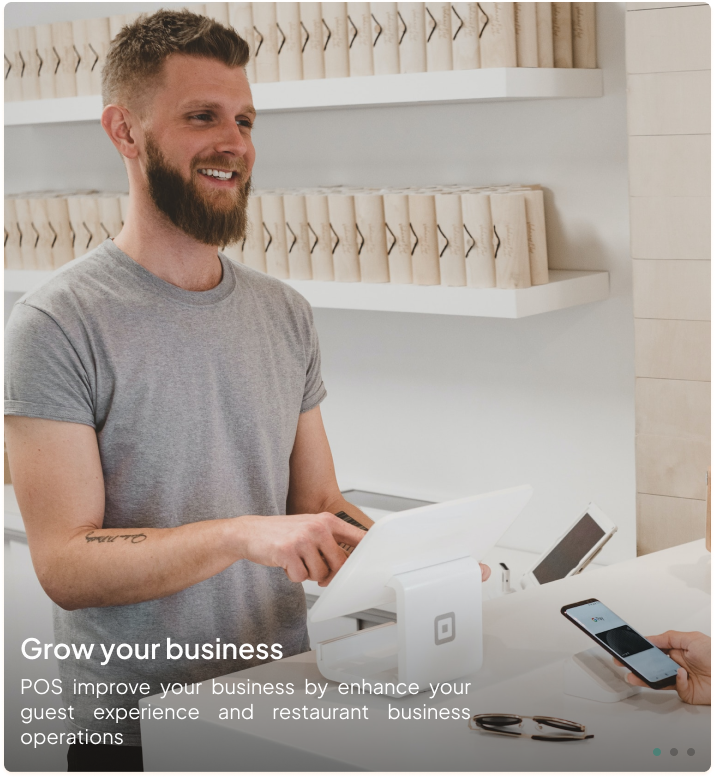 Grow your business
POS improve your business by enhance your
guest experience and restaurant business
operations